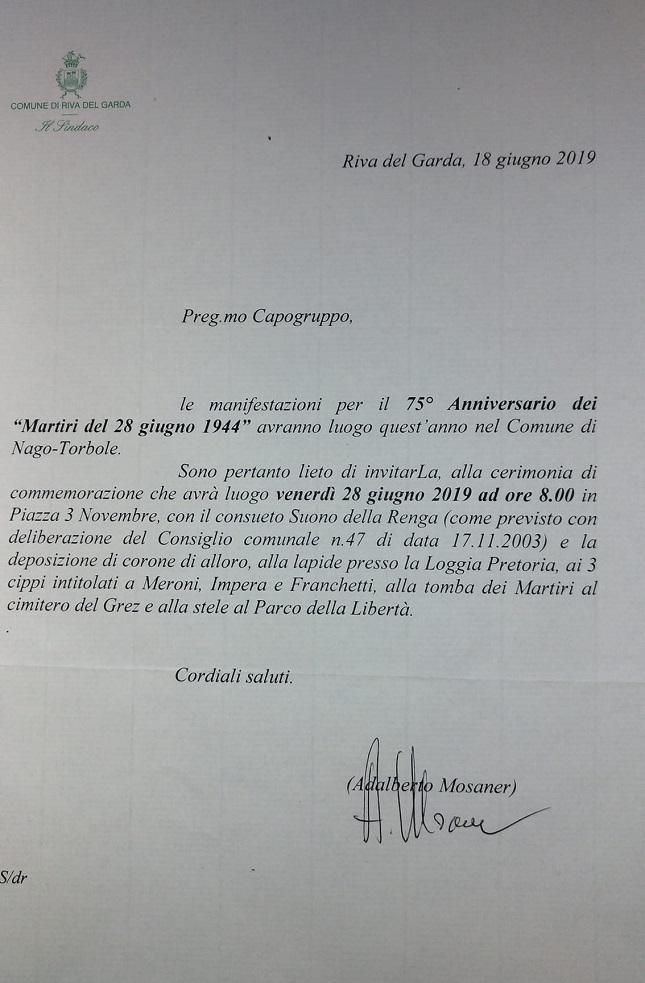 COMUNE DI RIVA DEL GARDA
Il Sindaco
Riva del Garda, 18 giugno 2019
Preg.mo Capogruppo,
le manifestazioni per il 75° Anniversario dei
“Martiri del 28 giugno 1944” avranno luogo quest’anno nel Comune di
Nago-Torbole.
Sono pertanto lieto di invitarLa, alla cerimonia di
commemorazione che avrà luogo venerdì 28 giugno 2019 ad ore 8.00 in
Piazza 3 Novembre, con il consueto Suono della Renga (come previsto con
deliberazione del Consiglio comunale n.47 di data 17.11.2003) e la
deposizione di corone di alloro, alla lapide presso la Loggia Pretoria, ai 3
cippi intitolati a Meroni, Impera e Franchetti, alla tomba dei Martiri al
cimitero del Grez e alla stele al Parco della Libertà.
Cordiali saluti.
(Adalberto Mosaner)
S/dr